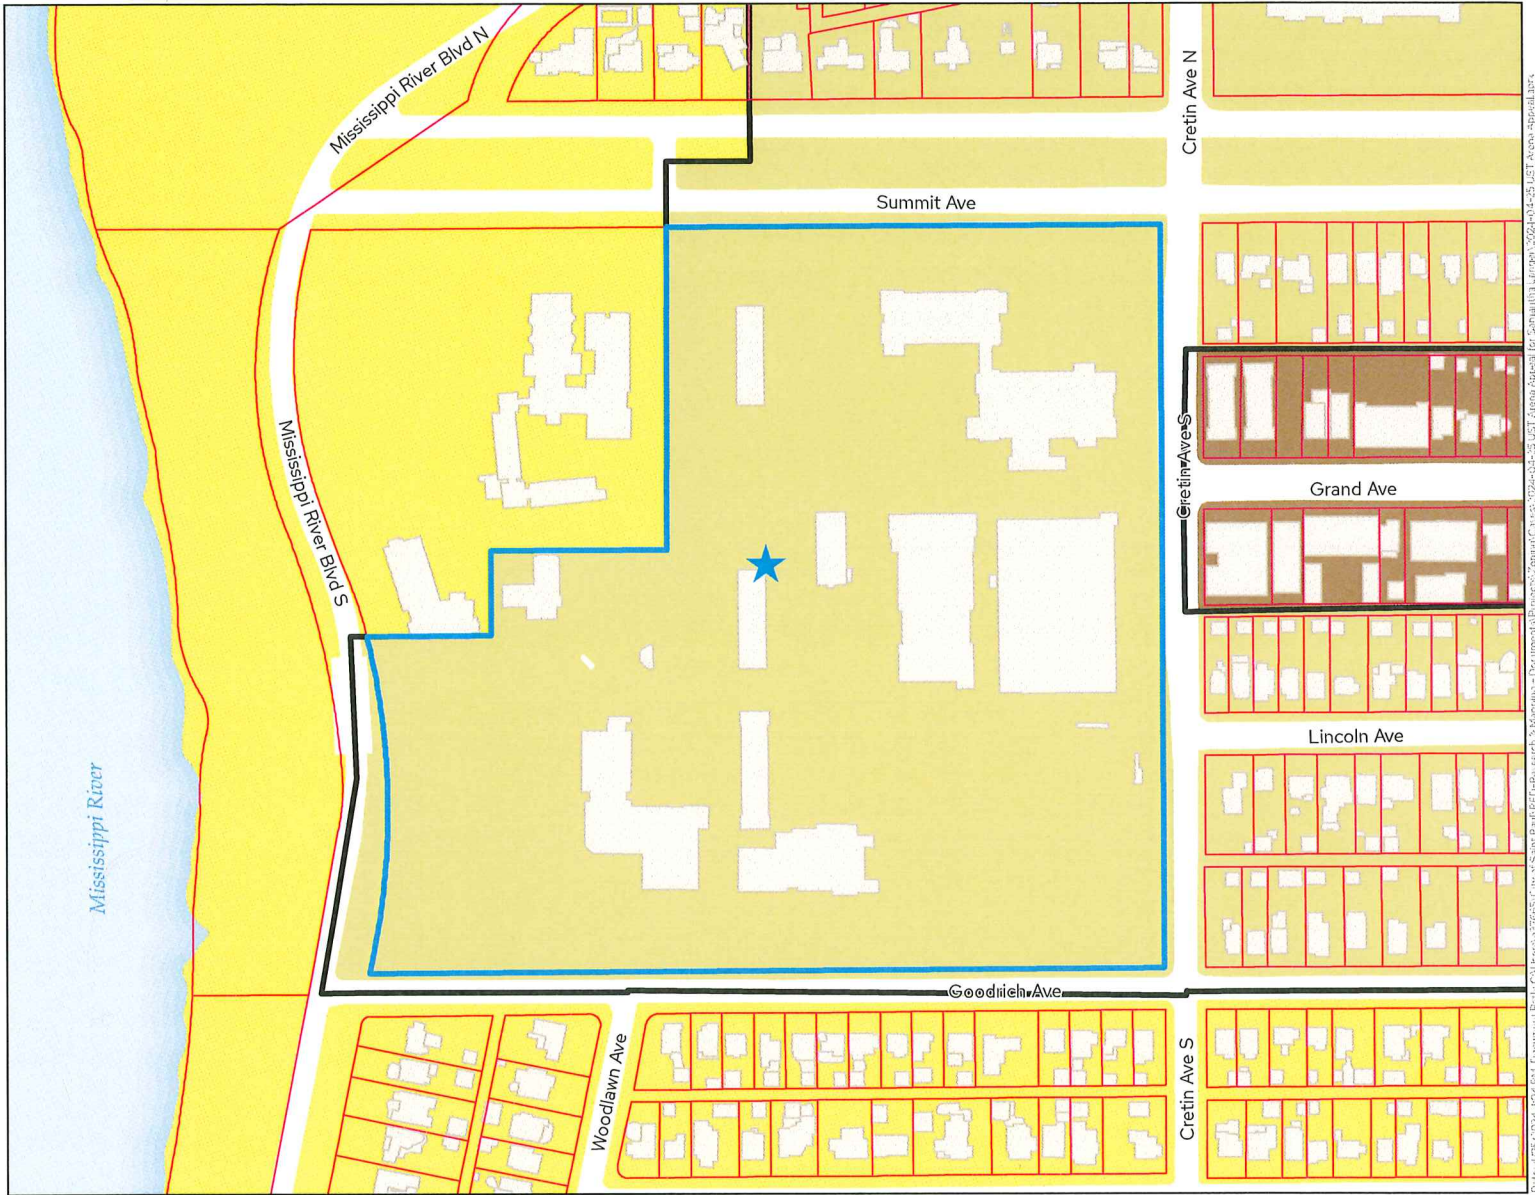 Mississippi River Blvd N
Cretin Ave N
Summit Ave
Mississippi River Blvd S
Cretin Ave S
Grand Ave
Lincoln Ave
Mississippi River
Goodrich Ave
Woodlawn Ave
Cretin Ave S